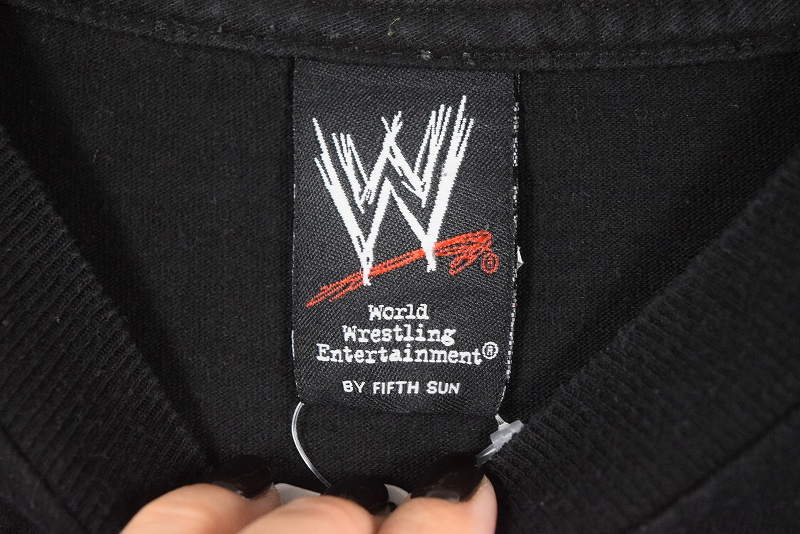 W
®
World
Wrestling
Entertainment®
BY FIFTH SUN